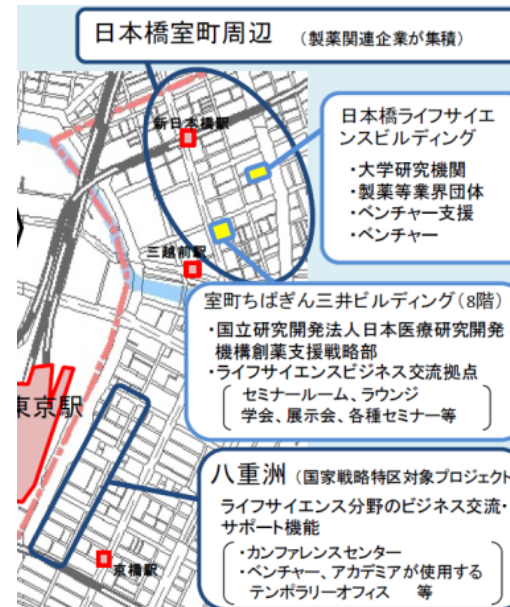 日本橋室町周辺 (製薬関連企業が集積)
新日本橋駅
日本橋ライフサイエ
ンスビルディング
・大学研究機関
・製薬等業界団体
・ベンチャー支援
・ベンチャー
三越前駅
室町ちばぎん三井ビルディング(8階)
・国立研究開発法人日本医療研究開発
機構創薬支援戦略部
・ライフサイエンスビジネス交流拠点
セミナールーム、ラウンジ
学会、展示会、各種セミナー等
東京駅
八重洲 (国家戦略特区対象プロジェクト
ライフサイエンス分野のビジネス交流・
サポート機能
・カンファレンスセンター
・ベンチャー、アカデミアが使用する
テンポラリーオフィス 等
京橋駅